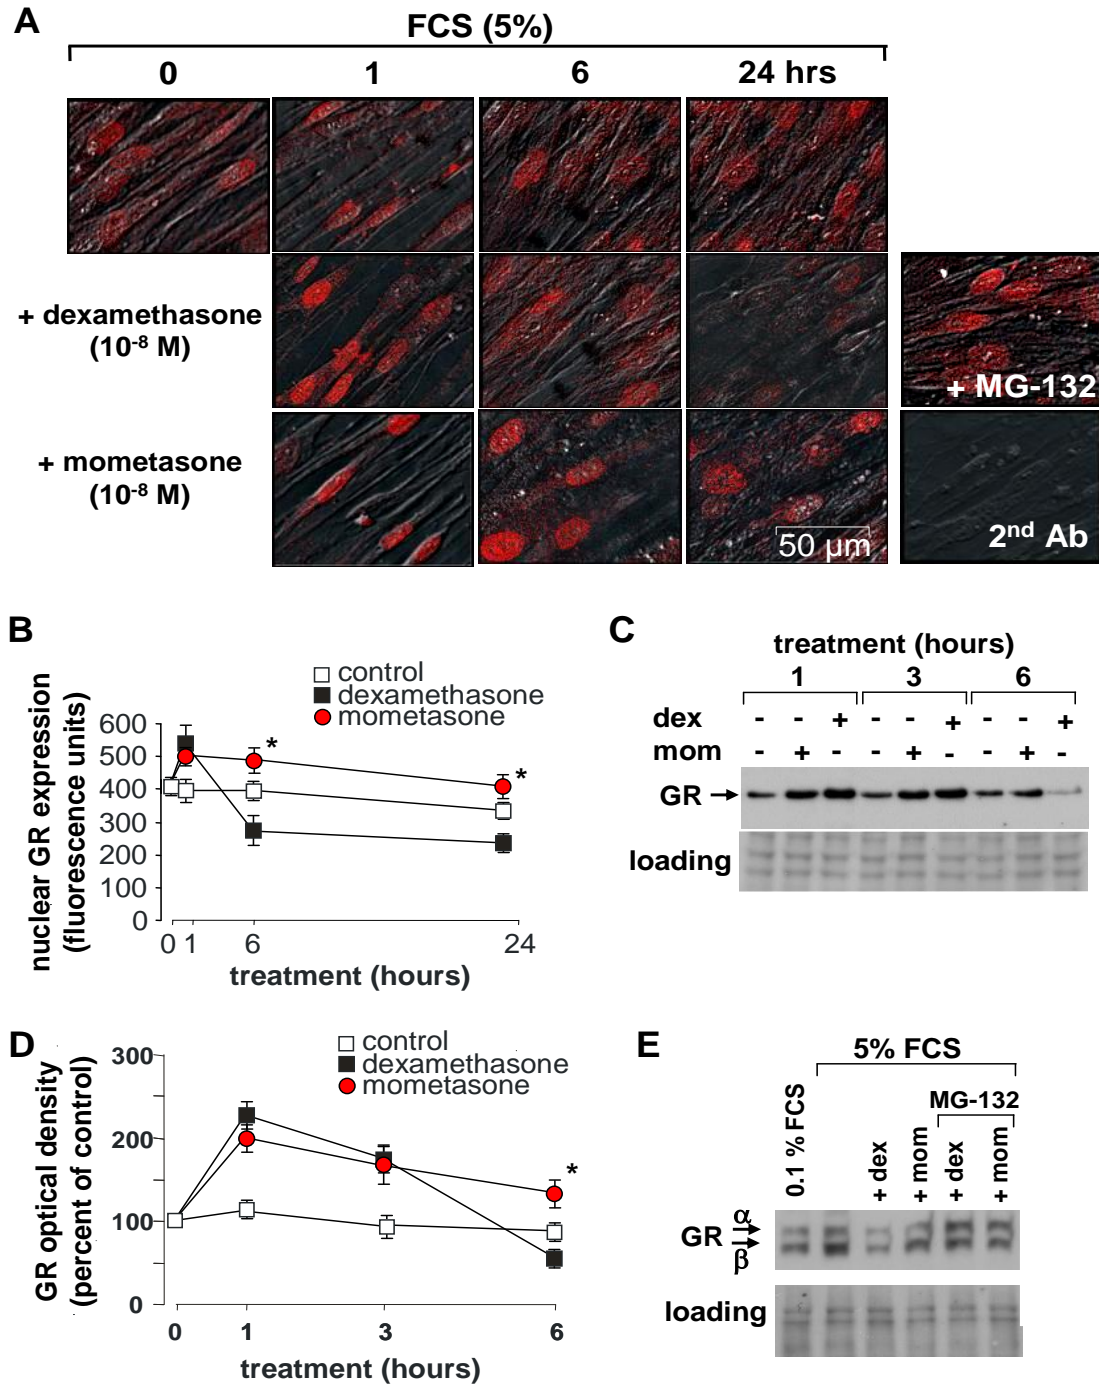 A
FCS (5%)
0 1 6 24 hrs
+ dexamethasone
(10-8 M)
+ MG-132
+ mometasone
(10-8 M)
50 µm
2nd Ab
B
nuclear GR expression
(fluorescence units)
control
dexamethasone
mometasone
600
500
400
300
200
100
0
*
*
0 1 6 24
treatment (hours)
C
treatment (hours)
1 3 6
dex - - + - - + - - +
mom - + - - + - - + -
GR
loading
D
GR optical density
(percent of control)
control
dexamethasone
mometasone
300
200
100
0
*
0 1 3 6
treatment (hours)
E
5% FCS
MG-132
0.1 % FCS
+ dex
+ mom
+ dex
+ mom
GR
α
β
loading